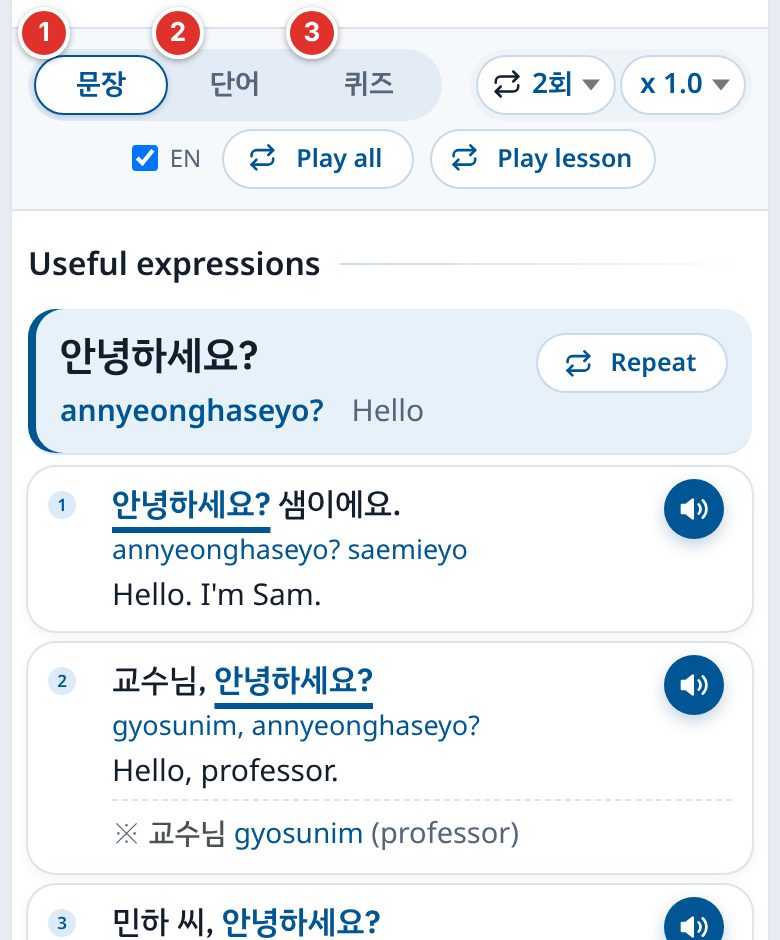 1 2 3
문장 단어 퀴즈 2회 x 1.0
EN Play all Play lesson
Useful expressions
안녕하세요? Repeat
annyeonghaseyo? Hello
1 안녕하세요? 샘이에요.
annyeonghaseyo? saemieyo
Hello. I'm Sam.
2 교수님, 안녕하세요?
gyosunim, annyeonghaseyo?
Hello, professor.
※ 교수님 gyosunim (professor)
3 민하 씨, 안녕하세요?